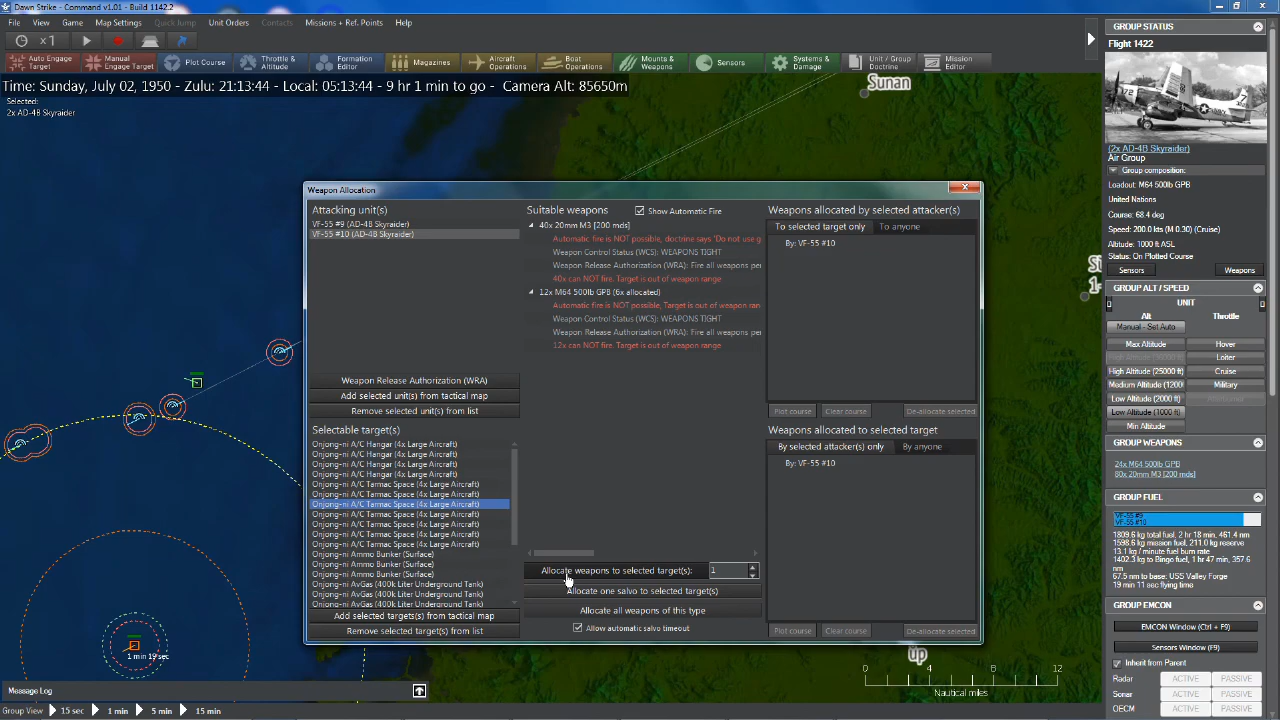 Dawn Strike - Command v1.01 - Build 1142.2
File View Game Map Settings Quick Jump Unit Orders Contacts Missions + Ref. Points Help
x1
Auto Engage Target
Manual Engage Target
Plot Course
Throttle & Altitude
Formation Editor
Magazines
Aircraft Operations
Boat Operations
Mounts & Weapons
Sensors
Systems & Damage
Unit / Group Doctrine
Mission Editor
Time: Sunday, July 02, 1950 - Zulu: 21:13:44 - Local: 05:13:44 - 9 hr 1 min to go - Camera Alt: 85650m
Selected:
2x AD-4B Skyraider
Sunan
1 min 19 sec
Weapon Allocation
Attacking unit(s)
VF-55 #9 (AD-4B Skyraider)
VF-55 #10 (AD-4B Skyraider)
Weapon Release Authorization (WRA)
Add selected unit(s) from tactical map
Remove selected unit(s) from list
Selectable target(s)
Onjong-ni A/C Hangar (4x Large Aircraft)
Onjong-ni A/C Hangar (4x Large Aircraft)
Onjong-ni A/C Hangar (4x Large Aircraft)
Onjong-ni A/C Hangar (4x Large Aircraft)
Onjong-ni A/C Tarmac Space (4x Large Aircraft)
Onjong-ni A/C Tarmac Space (4x Large Aircraft)
Onjong-ni A/C Tarmac Space (4x Large Aircraft)
Onjong-ni A/C Tarmac Space (4x Large Aircraft)
Onjong-ni A/C Tarmac Space (4x Large Aircraft)
Onjong-ni A/C Tarmac Space (4x Large Aircraft)
Onjong-ni A/C Tarmac Space (4x Large Aircraft)
Onjong-ni Ammo Bunker (Surface)
Onjong-ni Ammo Bunker (Surface)
Onjong-ni Ammo Bunker (Surface)
Onjong-ni AvGas (400k Liter Underground Tank)
Onjong-ni AvGas (400k Liter Underground Tank)
Onjong-ni AvGas (400k Liter Underground Tank)
Add selected targets(s) from tactical map
Remove selected target(s) from list
Suitable weapons
Show Automatic Fire
40x 20mm M3 [200 rnds]
Automatic fire is NOT possible, doctrine says 'Do not use g
Weapon Control Status (WCS): WEAPONS TIGHT
Weapon Release Authorization (WRA): Fire all weapons per
40x can NOT fire. Target is out of weapon range
12x M64 500lb GPB (6x allocated)
Automatic fire is NOT possible, Target is out of weapon ran
Weapon Control Status (WCS): WEAPONS TIGHT
Weapon Release Authorization (WRA): Fire all weapons per
12x can NOT fire. Target is out of weapon range
Allocate weapons to selected target(s): 1
Allocate one salvo to selected target(s)
Allocate all weapons of this type
Allow automatic salvo timeout
Weapons allocated by selected attacker(s)
To selected target only To anyone
By: VF-55 #10
Plot course Clear course De-allocate selected
Weapons allocated to selected target
By selected attacker(s) only By anyone
By: VF-55 #10
Plot course Clear course De-allocate selected
0 4 8 12
Nautical miles
GROUP STATUS
Flight 1422
(2x AD-4B Skyraider)
Air Group
Group composition:
Loadout: M64 500lb GPB
United Nations
Course: 68.4 deg
Speed: 200.0 kts (M 0.30) (Cruise)
Altitude: 1000 ft ASL
Status: On Plotted Course
Sensors Weapons
GROUP ALT / SPEED
UNIT
Alt Throttle
Manual - Set Auto
Max Altitude Hover
Loiter
High Altitude (25000 ft) Cruise
Medium Altitude (1200 Military
Low Altitude (2000 ft)
Low Altitude (1000 ft)
Min Altitude
GROUP WEAPONS
24x M64 500lb GPB
80x 20mm M3 [200 rnds]
GROUP FUEL
VF-55 #9
VF-55 #10
1809.6 kg total fuel, 2 hr 18 min, 461.4 nm
1598.6 kg mission fuel, 211.0 kg reserve
13.1 kg / minute fuel burn rate
1402.3 kg to Bingo fuel, 1 hr 47 min, 357.6 nm
67.5 nm to base: USS Valley Forge
19 min 11 sec flying time
GROUP EMCON
EMCON Window (Ctrl + F9)
Sensors Window (F9)
Inherit from Parent
Radar ACTIVE PASSIVE
Sonar ACTIVE PASSIVE
OECM ACTIVE PASSIVE
Message Log
Group View 15 sec 1 min 5 min 15 min